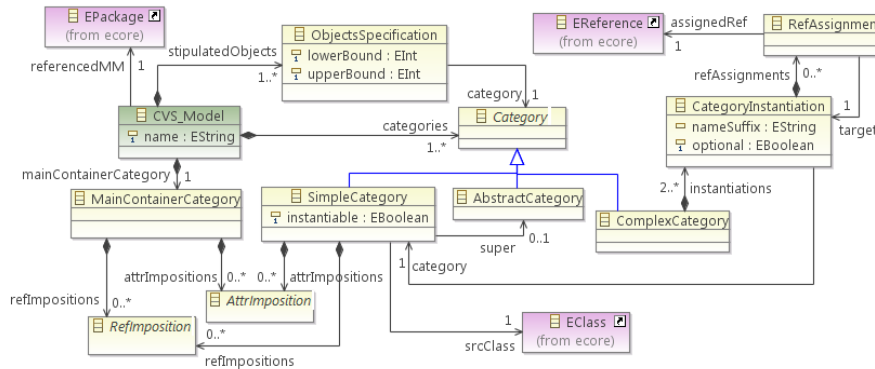 EPackage
(from ecore)
ObjectsSpecification
lowerBound : EInt
upperBound : EInt
EReference
(from ecore)
assignedRef
1
RefAssignment
stipulatedObjects
1..*
referencedMM
1
refAssignments
0..*
category
1
CVS_Model
name : EString
categories
1..*
Category
CategoryInstantiation
nameSuffix : EString
optional : EBoolean
1
target
mainContainerCategory
1
MainContainerCategory
SimpleCategory
instantiable : EBoolean
AbstractCategory
2..*
instantiations
ComplexCategory
super
0..1
attrImpositions
0..*
0..*
attrImpositions
1
category
refImpositions
0..*
AttrImposition
RefImposition
0..*
refImpositions
1
srcClass
EClass
(from ecore)